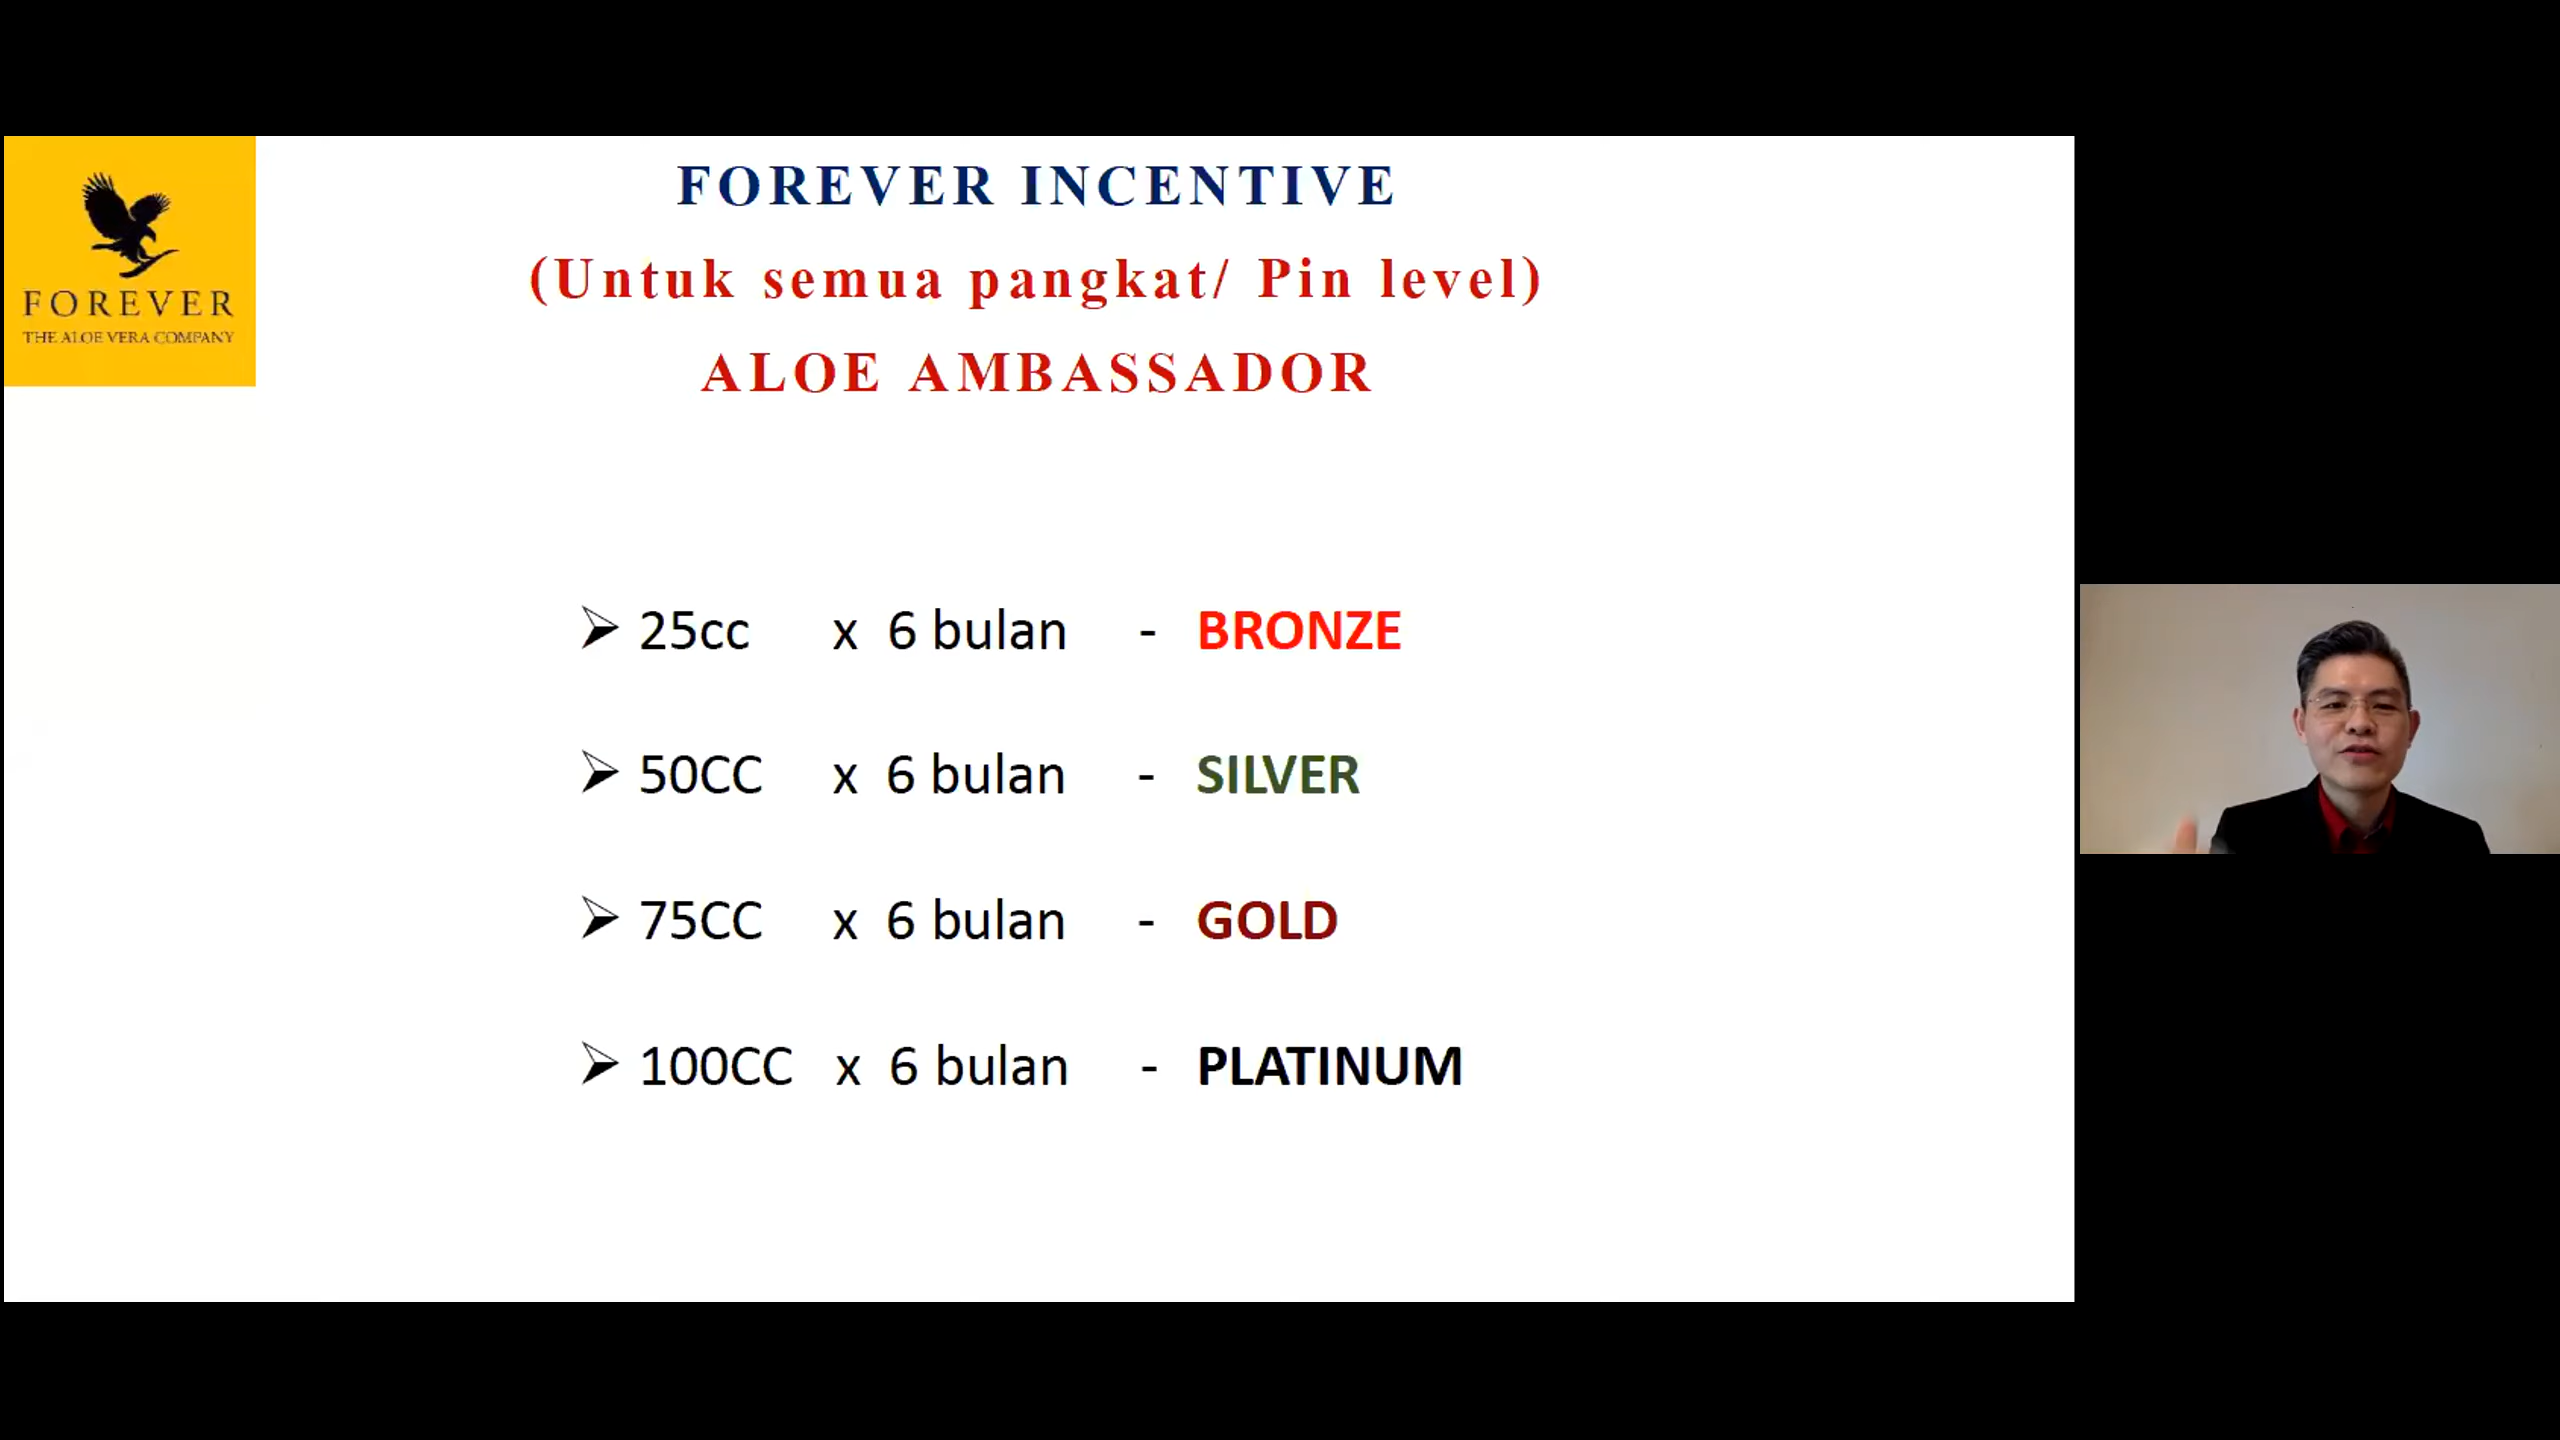 FOREVER
THE ALOE VERA COMPANY
FOREVER INCENTIVE
(Untuk semua pangkat/ Pin level)
ALOE AMBASSADOR
25cc x 6 bulan - BRONZE
50CC x 6 bulan - SILVER
75CC x 6 bulan - GOLD
100CC x 6 bulan - PLATINUM